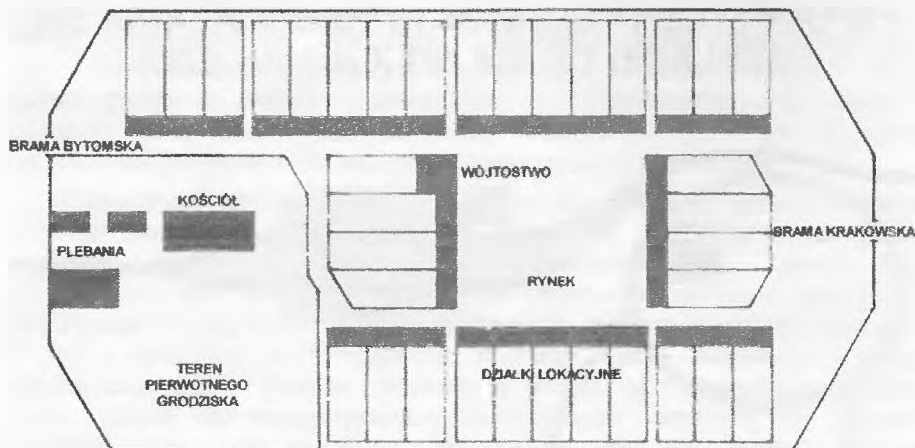 BRAMA BYTOMSKA
WÓJTOSTWO
KOŚCIÓŁ
BRAMA KRAKOWSKA
PLEBANIA
RYNEK
TEREN
PIERWOTNEGO
GRODZISKA
DZIAŁKI LOKACYJNE